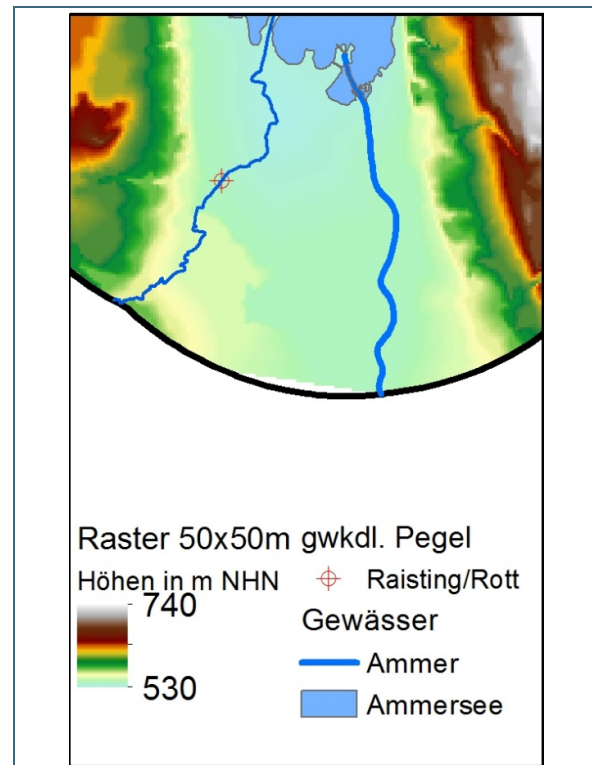 Raster 50x50m gwkdl. Pegel
Höhen in m NHN Raisting/Rott
740 Gewässer
Ammer
530 Ammersee